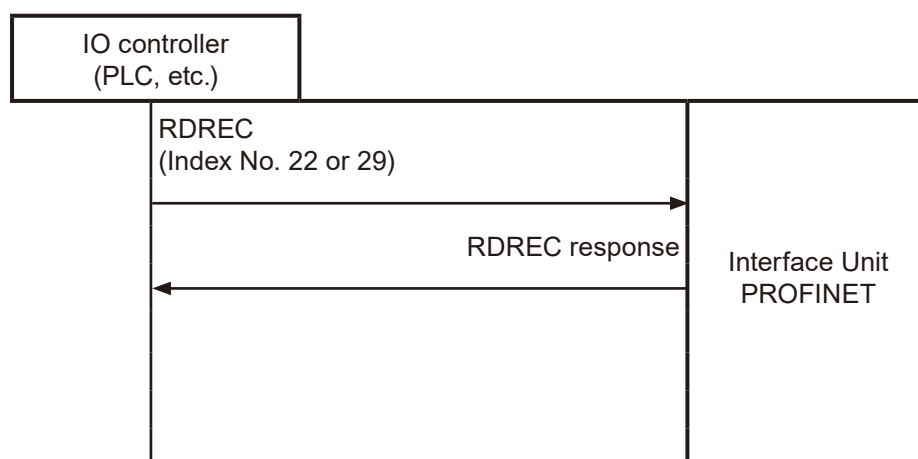 IO controller
(PLC, etc.)
RDREC
(Index No. 22 or 29)
RDREC response
Interface Unit
PROFINET